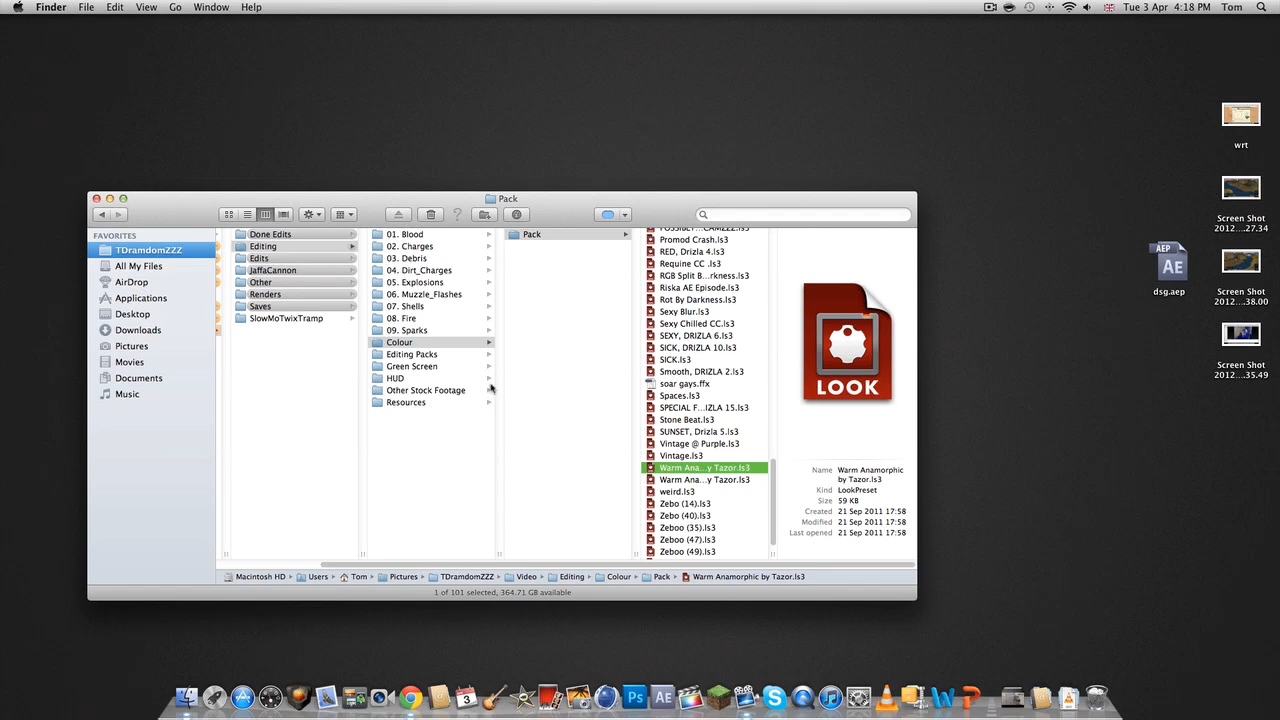 Finder File Edit View Go Window Help
Tue 3 Apr 4:18 PM Tom
Pack
FAVORITES
TDramdomZZZ
All My Files
AirDrop
Applications
Desktop
Downloads
Pictures
Movies
Documents
Music
Done Edits
Editing
Edits
JaffaCannon
Other
Renders
Saves
SlowMoTwixTramp
01. Blood
02. Charges
03. Debris
04. Dirt_Charges
05. Explosions
06. Muzzle_Flashes
07. Shells
08. Fire
09. Sparks
Colour
Editing Packs
Green Screen
HUD
Other Stock Footage
Resources
Pack
Promod Crash.ls3
RED, Drizla 4.ls3
Requine CC .ls3
RGB Split B...rkness.ls3
Riska AE Episode.ls3
Rot By Darkness.ls3
Sexy Blur.ls3
Sexy Chilled CC.ls3
SEXY, DRIZLA 6.ls3
SICK, DRIZLA 10.ls3
SICK.ls3
Smooth, DRIZLA 2.ls3
soar gays.ffx
Spaces.ls3
SPECIAL F...IZLA 15.ls3
Stone Beat.ls3
SUNSET, Drizla 5.ls3
Vintage @ Purple.ls3
Vintage.ls3
Warm Ana...y Tazor.ls3
Warm Ana...y Tazor.ls3
weird.ls3
Zebo (14).ls3
Zebo (40).ls3
Zeboo (35).ls3
Zeboo (47).ls3
Zeboo (49).ls3
LOOK
Name Warm Anamorphic by Tazor.ls3
Kind LookPreset
Size 59 KB
Created 21 Sep 2011 17:58
Modified 21 Sep 2011 17:58
Last opened 21 Sep 2011 17:58
Macintosh HD Users Tom Pictures TDramdomZZZ Video Editing Colour Pack Warm Anamorphic by Tazor.ls3
1 of 101 selected, 364.71 GB available
AEP
AE
dsg.aep
wrt
Screen Shot
2012...27.34
Screen Shot
2012...38.00
Screen Shot
2012...35.49
3
Ps
AE